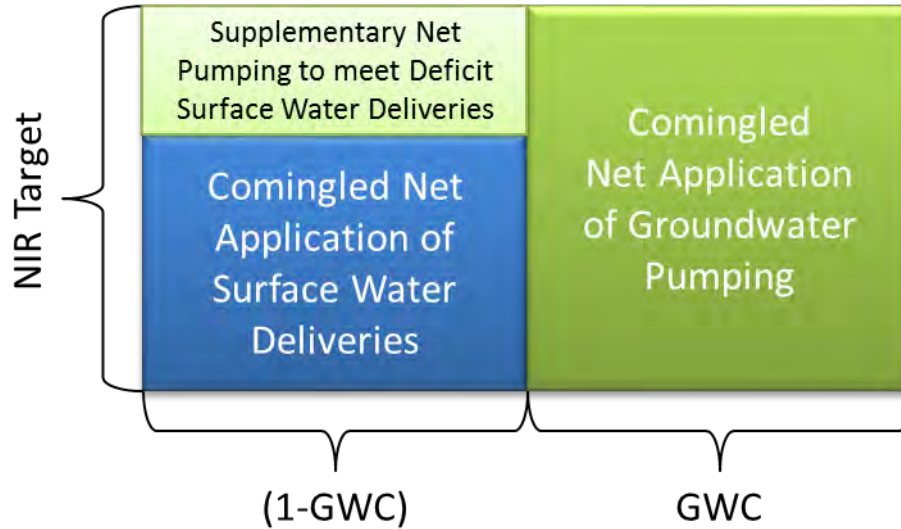 NIR Target
Supplementary Net
Pumping to meet Deficit
Surface Water Deliveries
Comingled Net
Application of
Surface Water
Deliveries
Comingled
Net Application
of Groundwater
Pumping
(1-GWC)
GWC